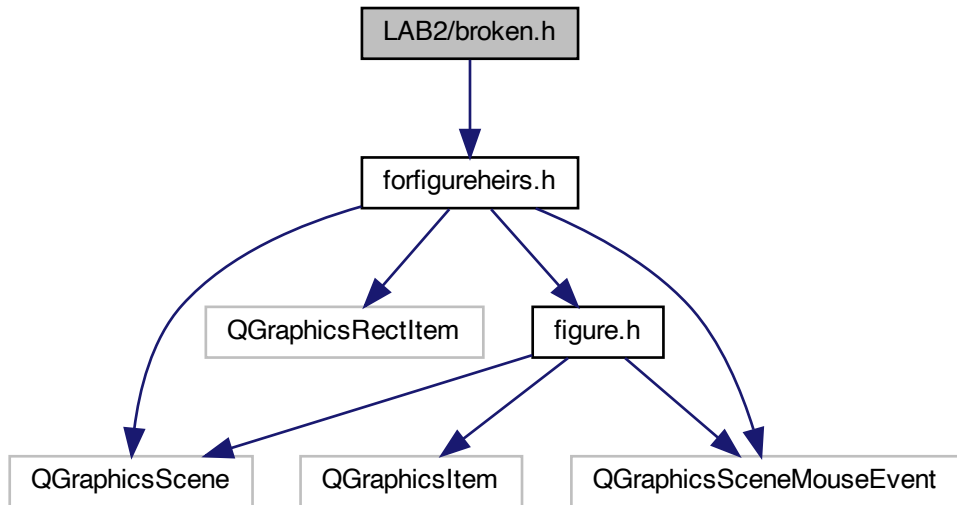 LAB2/broken.h
forfigureheirs.h
QGraphicsRectItem
figure.h
QGraphicsScene
QGraphicsItem
QGraphicsSceneMouseEvent